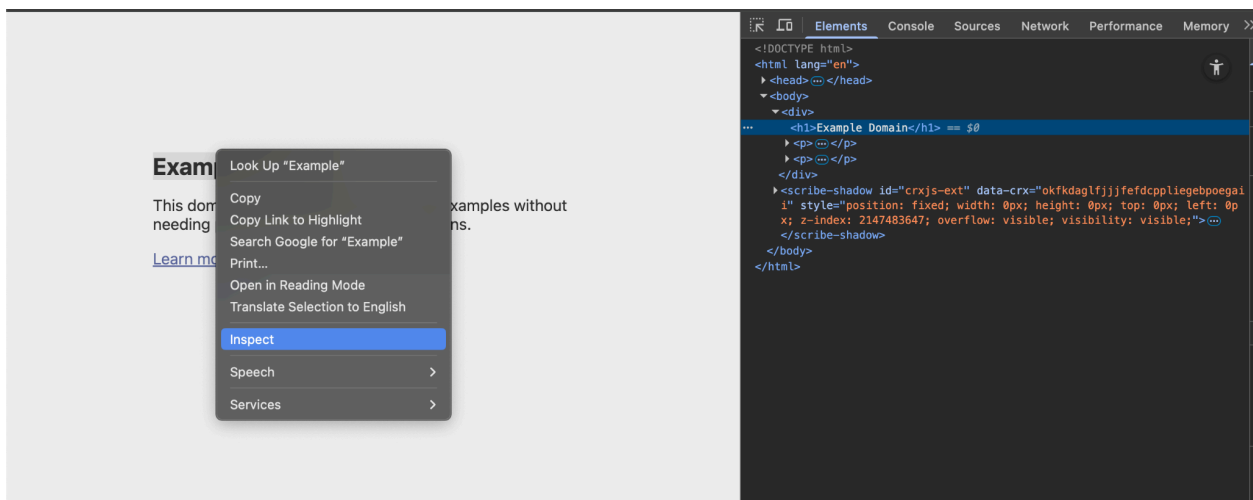 Elements Console Sources Network Performance Memory
<!DOCTYPE html>
<html lang="en">
<head> </head>
<body>
<div>
<h1>Example Domain</h1> == $0
<p> </p>
<p> </p>
</div>
<scribe-shadow id="crxjs-ext" data-crx="okfkdaglfjjjfefdcppliegebpoegai
i" style="position: fixed; width: 0px; height: 0px; top: 0px; left: 0p
x; z-index: 2147483647; overflow: visible; visibility: visible;">
</scribe-shadow>
</body>
</html>
Exam
This dom
xamples without
needing
ns.
Learn mo
Look Up "Example"
Copy
Copy Link to Highlight
Search Google for "Example"
Print...
Open in Reading Mode
Translate Selection to English
Inspect
Speech
Services